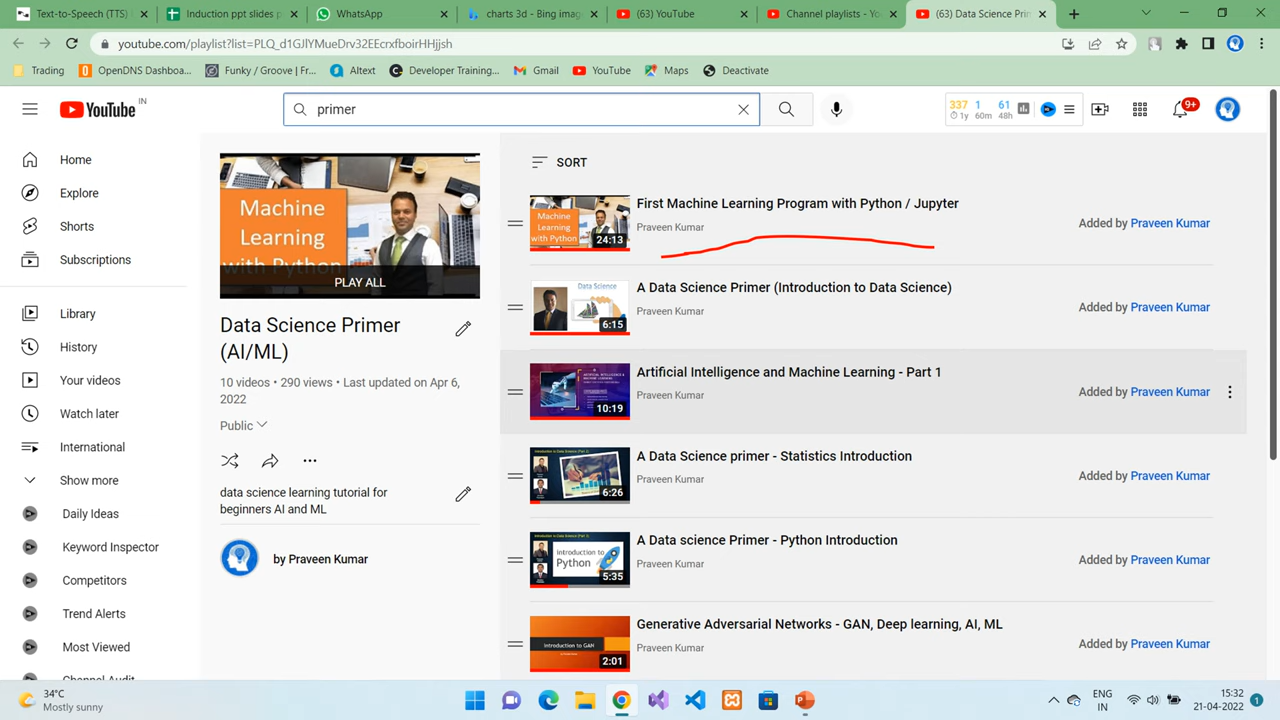 Text-to-Speech (TTS)
Induction ppt slides
WhatsApp
charts 3d - Bing imag
(63) YouTube
Channel playlists - Yo
(63) Data Science Prim
youtube.com/playlist?list=PLQ_d1GJlYMueDrv32EEcrxfboirHHjjsh
Trading
OpenDNS Dashboa...
Funky / Groove | Fr...
Altext
Developer Training...
Gmail
YouTube
Maps
Deactivate
YouTube
IN
primer
337
1y
1
60m
61
48h
9+
Home
Explore
Shorts
Subscriptions
Library
History
Your videos
Watch later
International
Show more
Daily Ideas
Keyword Inspector
Competitors
Trend Alerts
Most Viewed
Channel Audit
Machine
Learning
with Python
PLAY ALL
Data Science Primer
(AI/ML)
10 videos • 290 views • Last updated on Apr 6,
2022
Public
data science learning tutorial for
beginners AI and ML
by Praveen Kumar
SORT
Machine
Learning
with Python
24:13
First Machine Learning Program with Python / Jupyter
Praveen Kumar
Added by Praveen Kumar
Data Science
6:15
A Data Science Primer (Introduction to Data Science)
Praveen Kumar
Added by Praveen Kumar
10:19
Artificial Intelligence and Machine Learning - Part 1
Praveen Kumar
Added by Praveen Kumar
6:26
A Data Science primer - Statistics Introduction
Praveen Kumar
Added by Praveen Kumar
Introduction to
Python
5:35
A Data science Primer - Python Introduction
Praveen Kumar
Added by Praveen Kumar
Introduction to GAN
2:01
Generative Adversarial Networks - GAN, Deep learning, AI, ML
Praveen Kumar
Added by Praveen Kumar
34°C
Mostly sunny
ENG
IN
15:32
21-04-2022
1